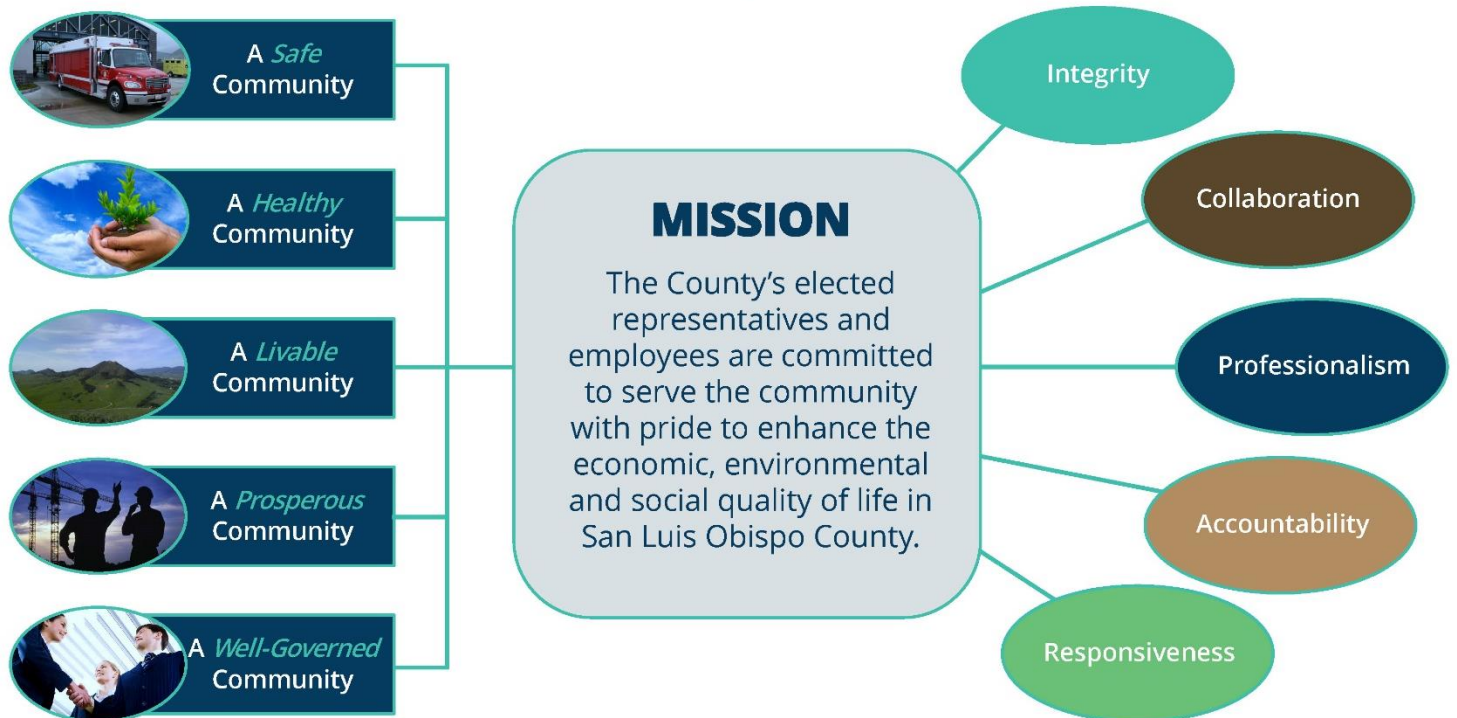 A Safe
Community
A Healthy
Community
A Livable
Community
A Prosperous
Community
A Well-Governed
Community
MISSION
The County’s elected
representatives and
employees are committed
to serve the community
with pride to enhance the
economic, environmental
and social quality of life in
San Luis Obispo County.
Integrity
Collaboration
Professionalism
Accountability
Responsiveness